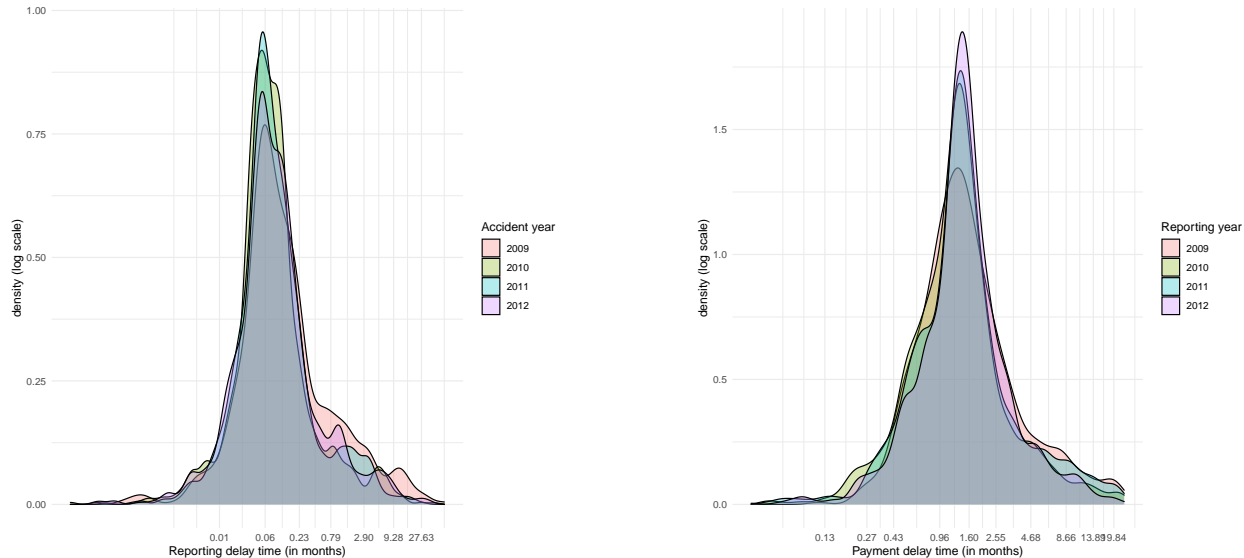 1.00
0.75
0.50
0.25
0.00
density (log scale)
0.01 0.06 0.23 0.79 2.90 9.28 27.63
Reporting delay time (in months)
Accident year
2009
2010
2011
2012
1.5
1.0
0.5
0.0
density (log scale)
0.13 0.27 0.43 0.96 1.60 2.55 4.68 8.66 13.89 19.84
Payment delay time (in months)
Reporting year
2009
2010
2011
2012